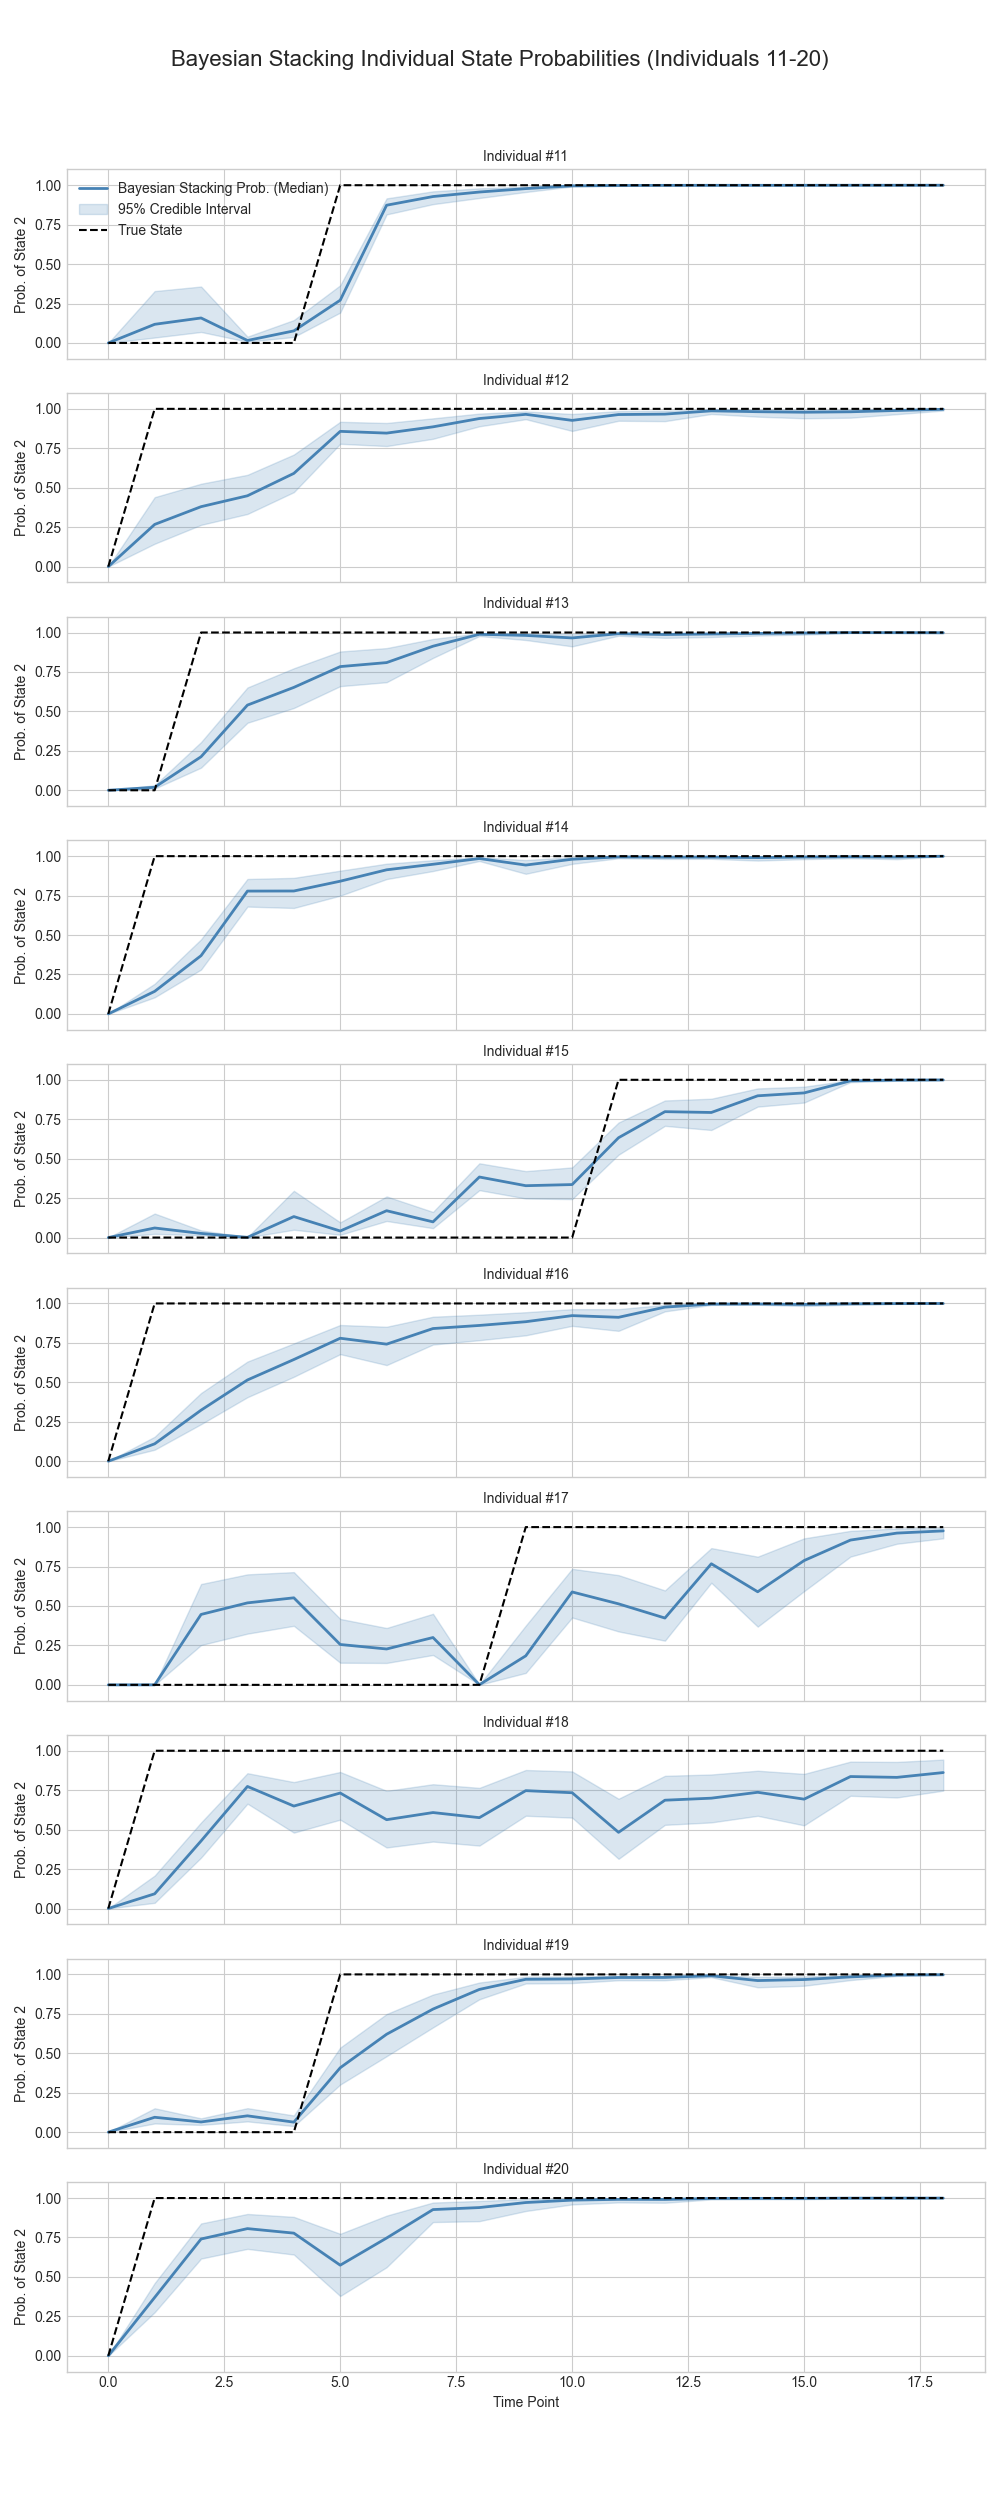 Bayesian Stacking Individual State Probabilities (Individuals 11-20)
Individual #11
1.00
0.75
0.50
0.25
0.00
Prob. of State 2
Bayesian Stacking Prob. (Median)
95% Credible Interval
True State
Individual #12
1.00
0.75
0.50
0.25
0.00
Prob. of State 2
Individual #13
1.00
0.75
0.50
0.25
0.00
Prob. of State 2
Individual #14
1.00
0.75
0.50
0.25
0.00
Prob. of State 2
Individual #15
1.00
0.75
0.50
0.25
0.00
Prob. of State 2
Individual #16
1.00
0.75
0.50
0.25
0.00
Prob. of State 2
Individual #17
1.00
0.75
0.50
0.25
0.00
Prob. of State 2
Individual #18
1.00
0.75
0.50
0.25
0.00
Prob. of State 2
Individual #19
1.00
0.75
0.50
0.25
0.00
Prob. of State 2
Individual #20
1.00
0.75
0.50
0.25
0.00
Prob. of State 2
0.0 2.5 5.0 7.5 10.0 12.5 15.0 17.5
Time Point